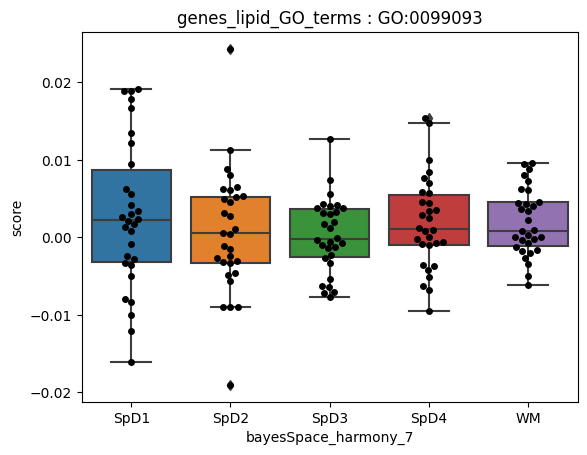 genes_lipid_GO_terms : GO:0099093
score
0.02
0.01
0.00
−0.01
−0.02
SpD1 SpD2 SpD3 SpD4 WM
bayesSpace_harmony_7